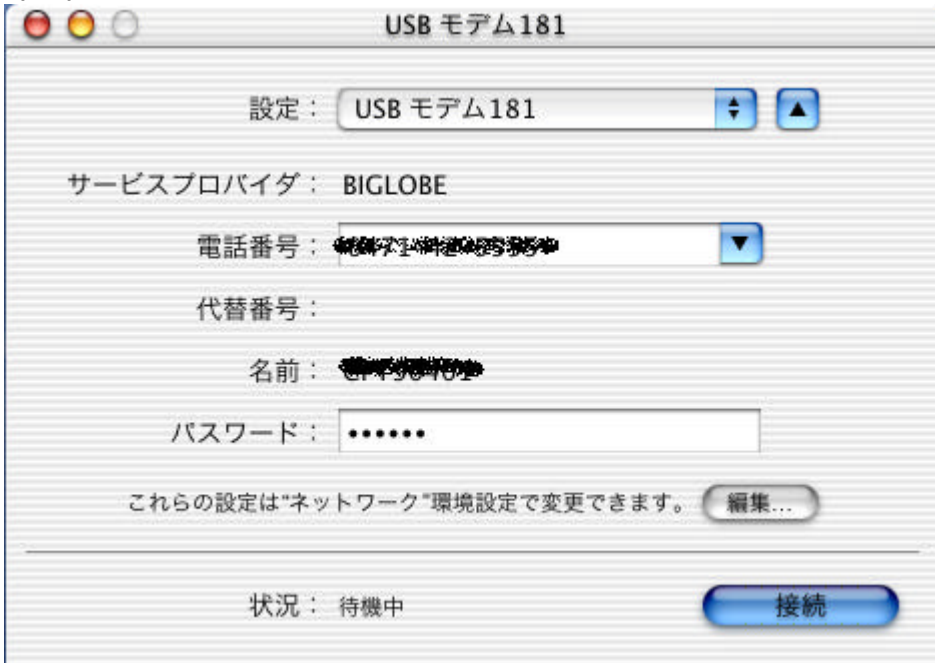 USB モデム181
設定： USB モデム181
サービスプロバイダ： BIGLOBE
電話番号：
代替番号：
名前：
パスワード： ••••••
これらの設定は“ネットワーク”環境設定で変更できます。 編集...
状況： 待機中 接続